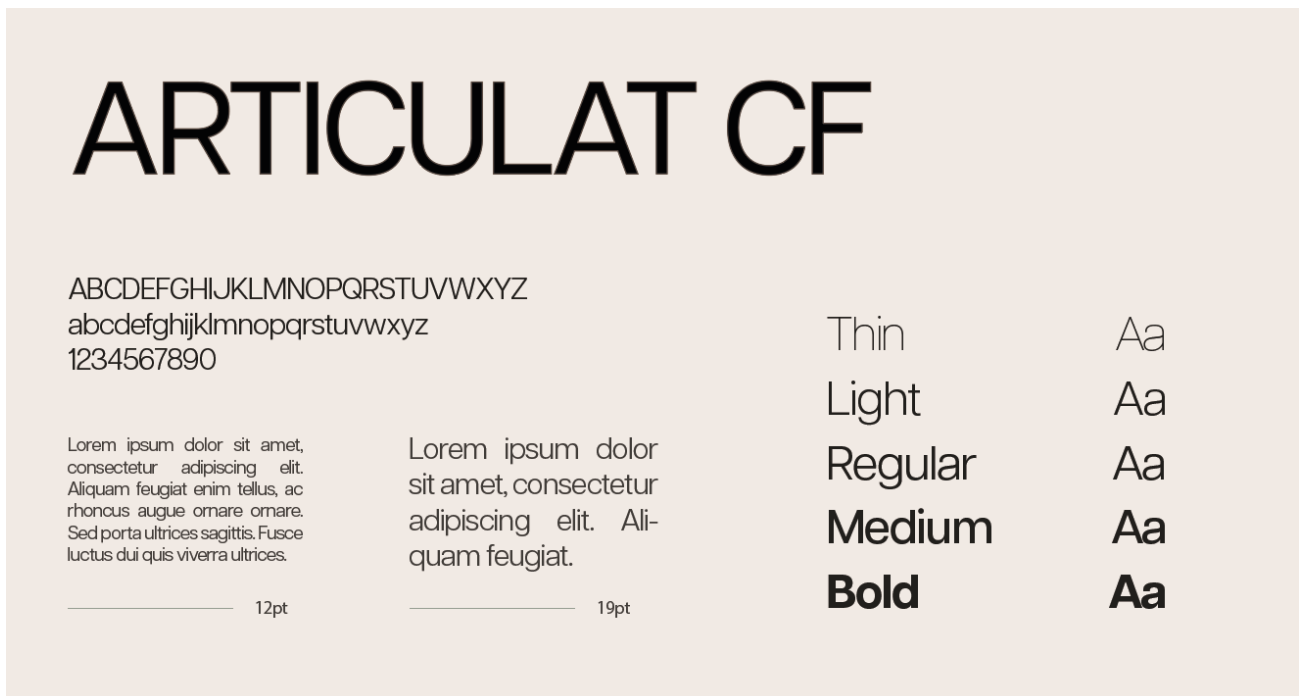 ARTICULAT CF
ABCDEFGHIJKLMNOPQRSTUVWXYZ
abcdefghijklmnopqrstuvwxyz
1234567890
Lorem ipsum dolor sit amet,
consectetur adipiscing elit.
Aliquam feugiat enim tellus, ac
rhoncus augue ornare ornare.
Sed porta ultrices sagittis. Fusce
luctus dui quis viverra ultrices.
12pt
Lorem ipsum dolor
sit amet, consectetur
adipiscing elit. Ali-
quam feugiat.
19pt
Thin Aa
Light Aa
Regular Aa
Medium Aa
Bold Aa